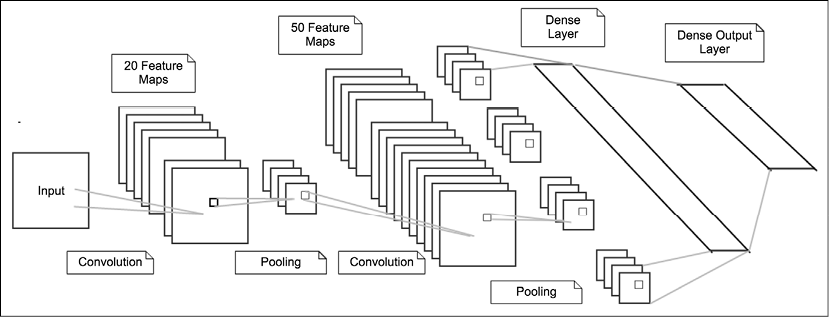 50 Feature
Maps
Dense
Layer
Dense Output
Layer
20 Feature
Maps
Input
Convolution
Pooling
Convolution
Pooling